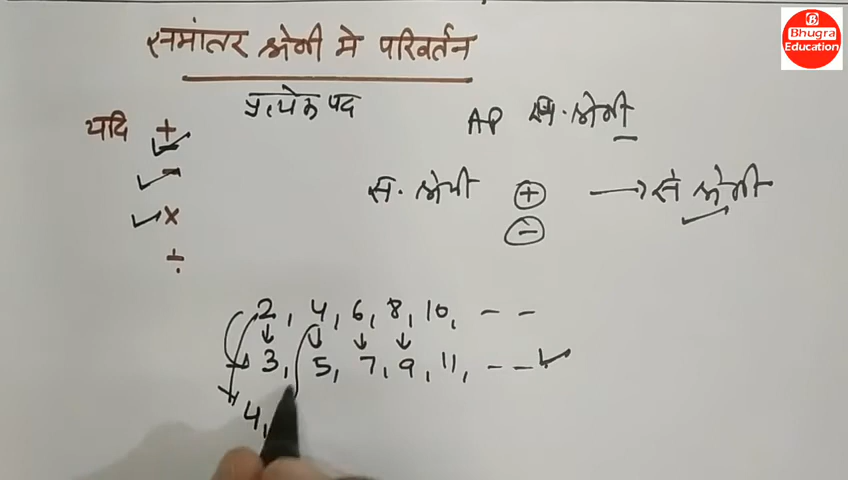 समांतर श्रेणी मे परिवर्तन
Bhugra
Education
प्रत्येक पद
AP स. श्रेणी
यदि +
-
स. श्रेणी + → स श्रेणी
×
-
÷
2, 4, 6, 8, 10, - -
3, 5, 7, 9, 11, - -
4,